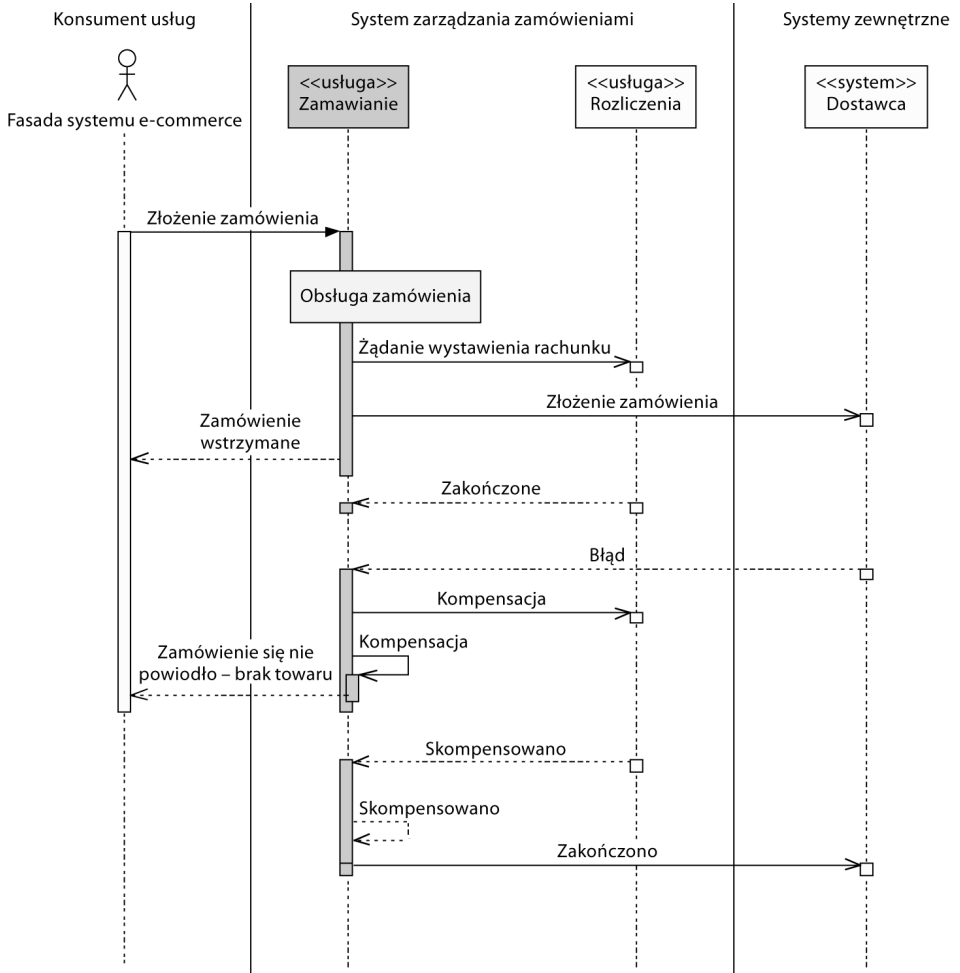 Konsument usług
System zarządzania zamówieniami
Systemy zewnętrzne
Fasada systemu e-commerce
<<usługa>>
Zamawianie
<<usługa>>
Rozliczenia
<<system>>
Dostawca
Złożenie zamówienia
Obsługa zamówienia
Żądanie wystawienia rachunku
Złożenie zamówienia
Zamówienie
wstrzymane
Zakończone
Błąd
Kompensacja
Kompensacja
Zamówienie się nie
powiodło – brak towaru
Skompensowano
Skompensowano
Zakończono